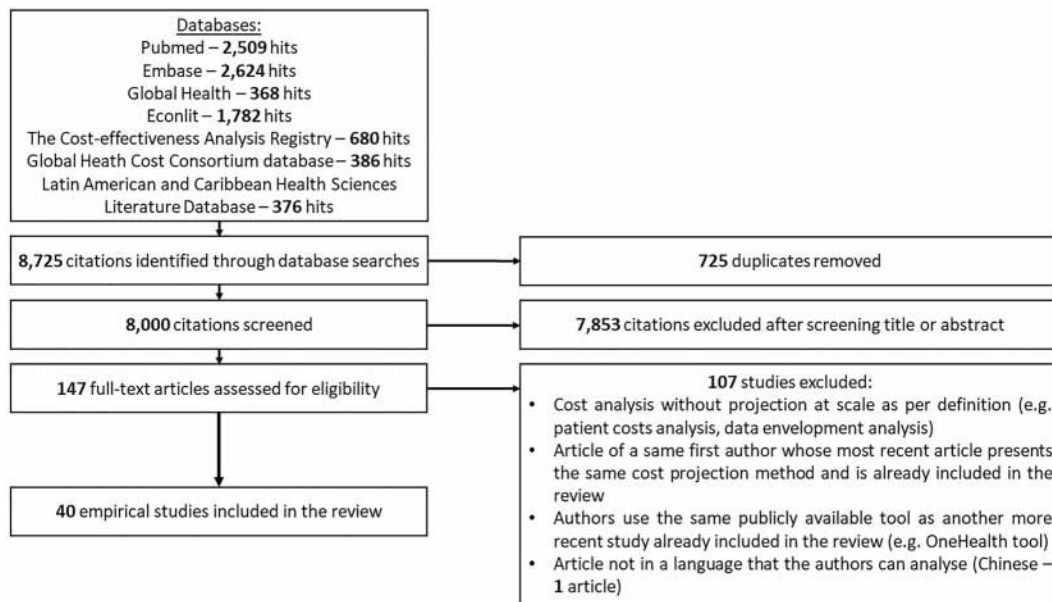 Databases:
Pubmed – 2,509 hits
Embase – 2,624 hits
Global Health – 368 hits
Econlit – 1,782 hits
The Cost-effectiveness Analysis Registry – 680 hits
Global Heath Cost Consortium database – 386 hits
Latin American and Caribbean Health Sciences
Literature Database – 376 hits
8,725 citations identified through database searches
725 duplicates removed
8,000 citations screened
7,853 citations excluded after screening title or abstract
147 full-text articles assessed for eligibility
107 studies excluded:
• Cost analysis without projection at scale as per definition (e.g.
patient costs analysis, data envelopment analysis)
• Article of a same first author whose most recent article presents
the same cost projection method and is already included in the
review
• Authors use the same publicly available tool as another more
recent study already included in the review (e.g. OneHealth tool)
• Article not in a language that the authors can analyse (Chinese –
1 article)
40 empirical studies included in the review